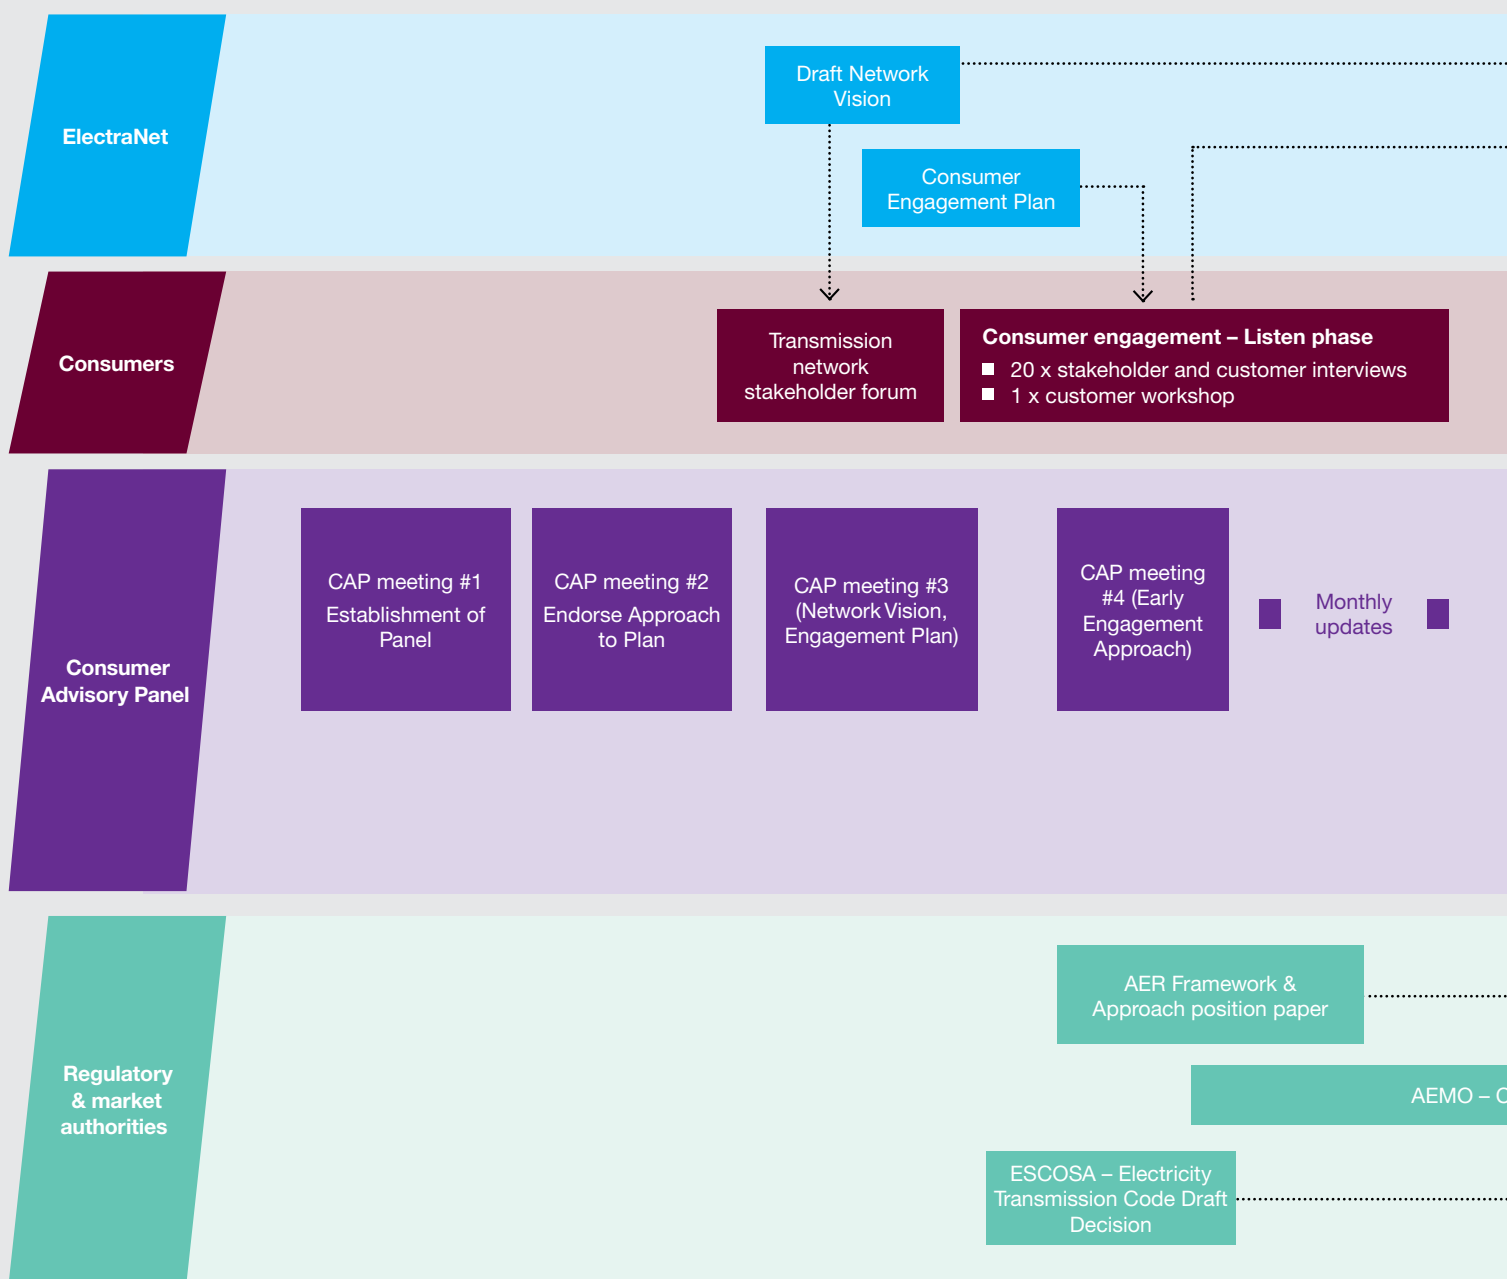 ElectraNet
Draft Network
Vision
Consumer
Engagement Plan
Consumers
Transmission
network
stakeholder forum
Consumer engagement – Listen phase
20 x stakeholder and customer interviews
1 x customer workshop
Consumer
Advisory Panel
CAP meeting #1
Establishment of
Panel
CAP meeting #2
Endorse Approach
to Plan
CAP meeting #3
(Network Vision,
Engagement Plan)
CAP meeting
#4 (Early
Engagement
Approach)
Monthly
updates
Regulatory
& market
authorities
AER Framework &
Approach position paper
AEMO –
ESCOSA – Electricity
Transmission Code Draft
Decision